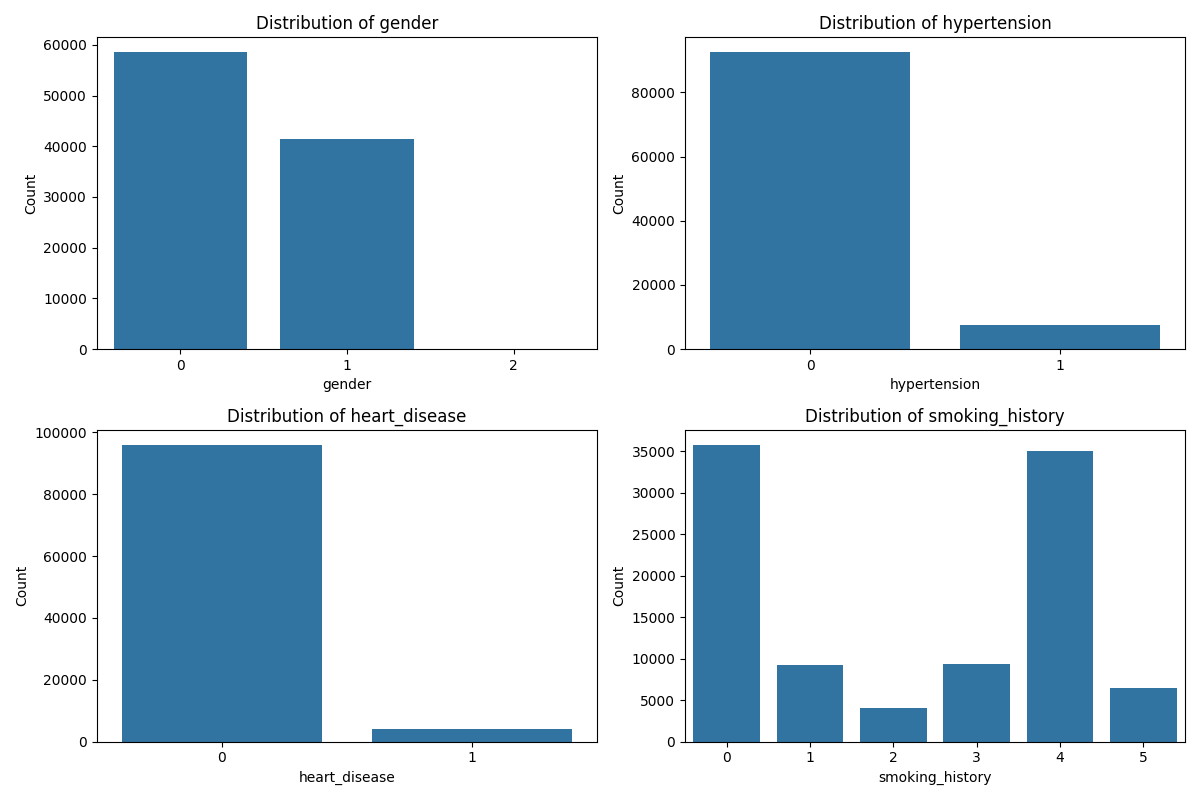 Distribution of gender
60000
50000
40000
30000
20000
10000
0
Count
0 1 2
gender
Distribution of hypertension
80000
60000
40000
20000
0
Count
0 1
hypertension
Distribution of heart_disease
100000
80000
60000
40000
20000
0
Count
0 1
heart_disease
Distribution of smoking_history
35000
30000
25000
20000
15000
10000
5000
0
Count
0 1 2 3 4 5
smoking_history